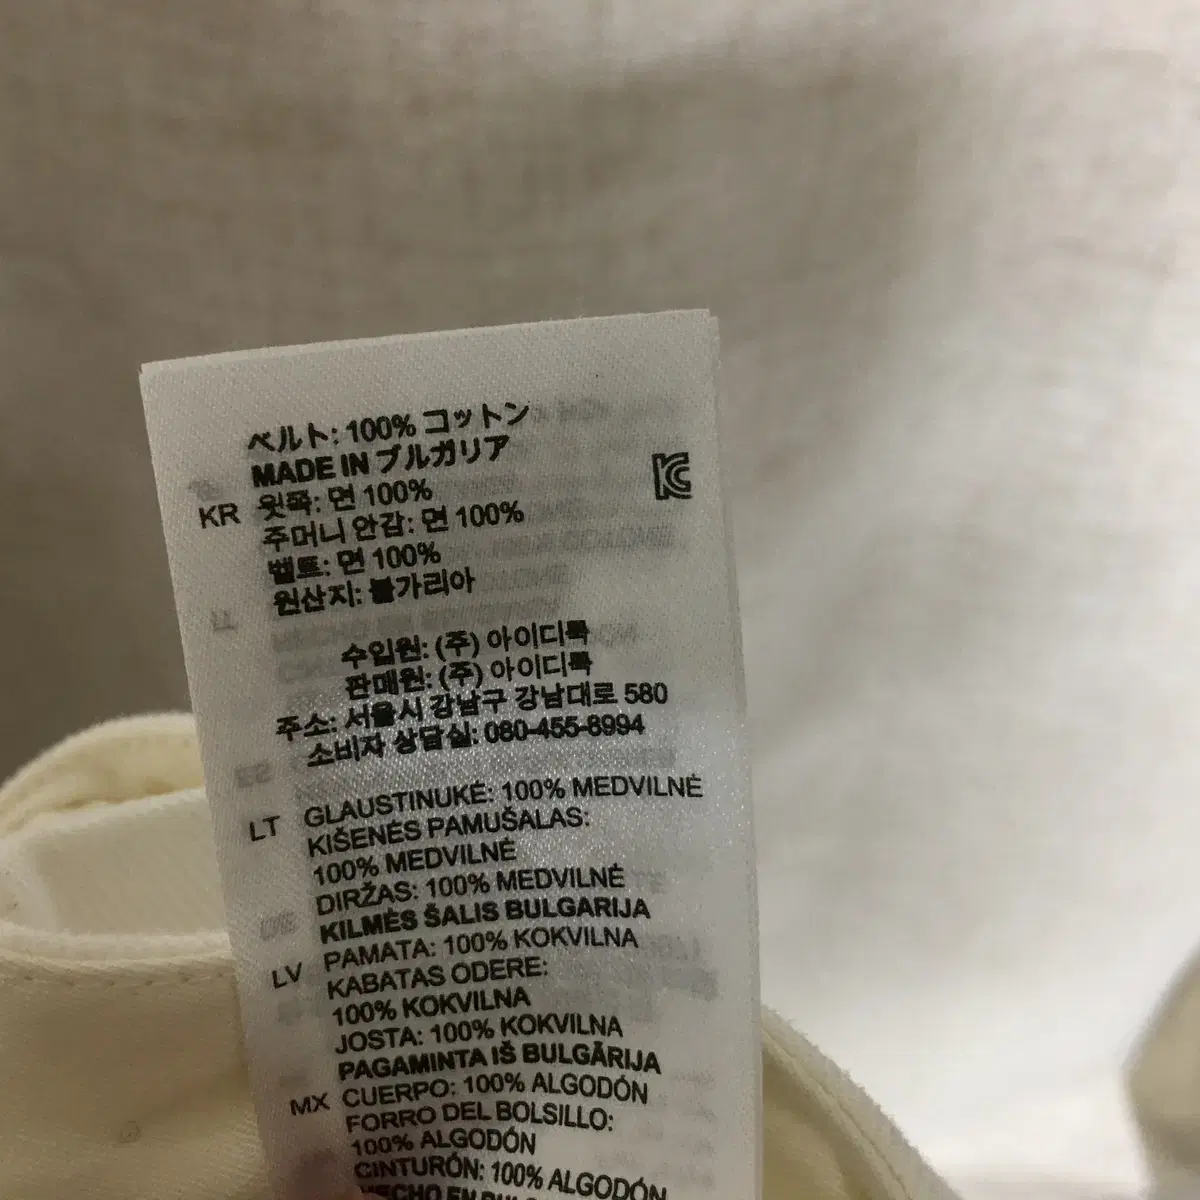 ベルト: 100% コットン
MADE IN ブルガリア
KR 윗쪽: 면 100%
주머니 안감: 면 100%
벨트: 면 100%
원산지: 불가리아
수입원: (주) 아이디룩
판매원: (주) 아이디룩
주소: 서울시 강남구 강남대로 580
소비자 상담실: 080-455-8994
LT GLAUSTINUKĖ: 100% MEDVILNĖ
KIŠENĖS PAMUŠALAS:
100% MEDVILNĖ
DIRŽAS: 100% MEDVILNĖ
KILMĖS ŠALIS BULGARIJA
LV PAMATA: 100% KOKVILNA
KABATAS ODERE:
100% KOKVILNA
JOSTA: 100% KOKVILNA
PAGAMINTA IŠ BULGĀRIJA
MX CUERPO: 100% ALGODÓN
FORRO DEL BOLSILLO:
100% ALGODÓN
CINTURÓN: 100% ALGODÓN
HECHO EN